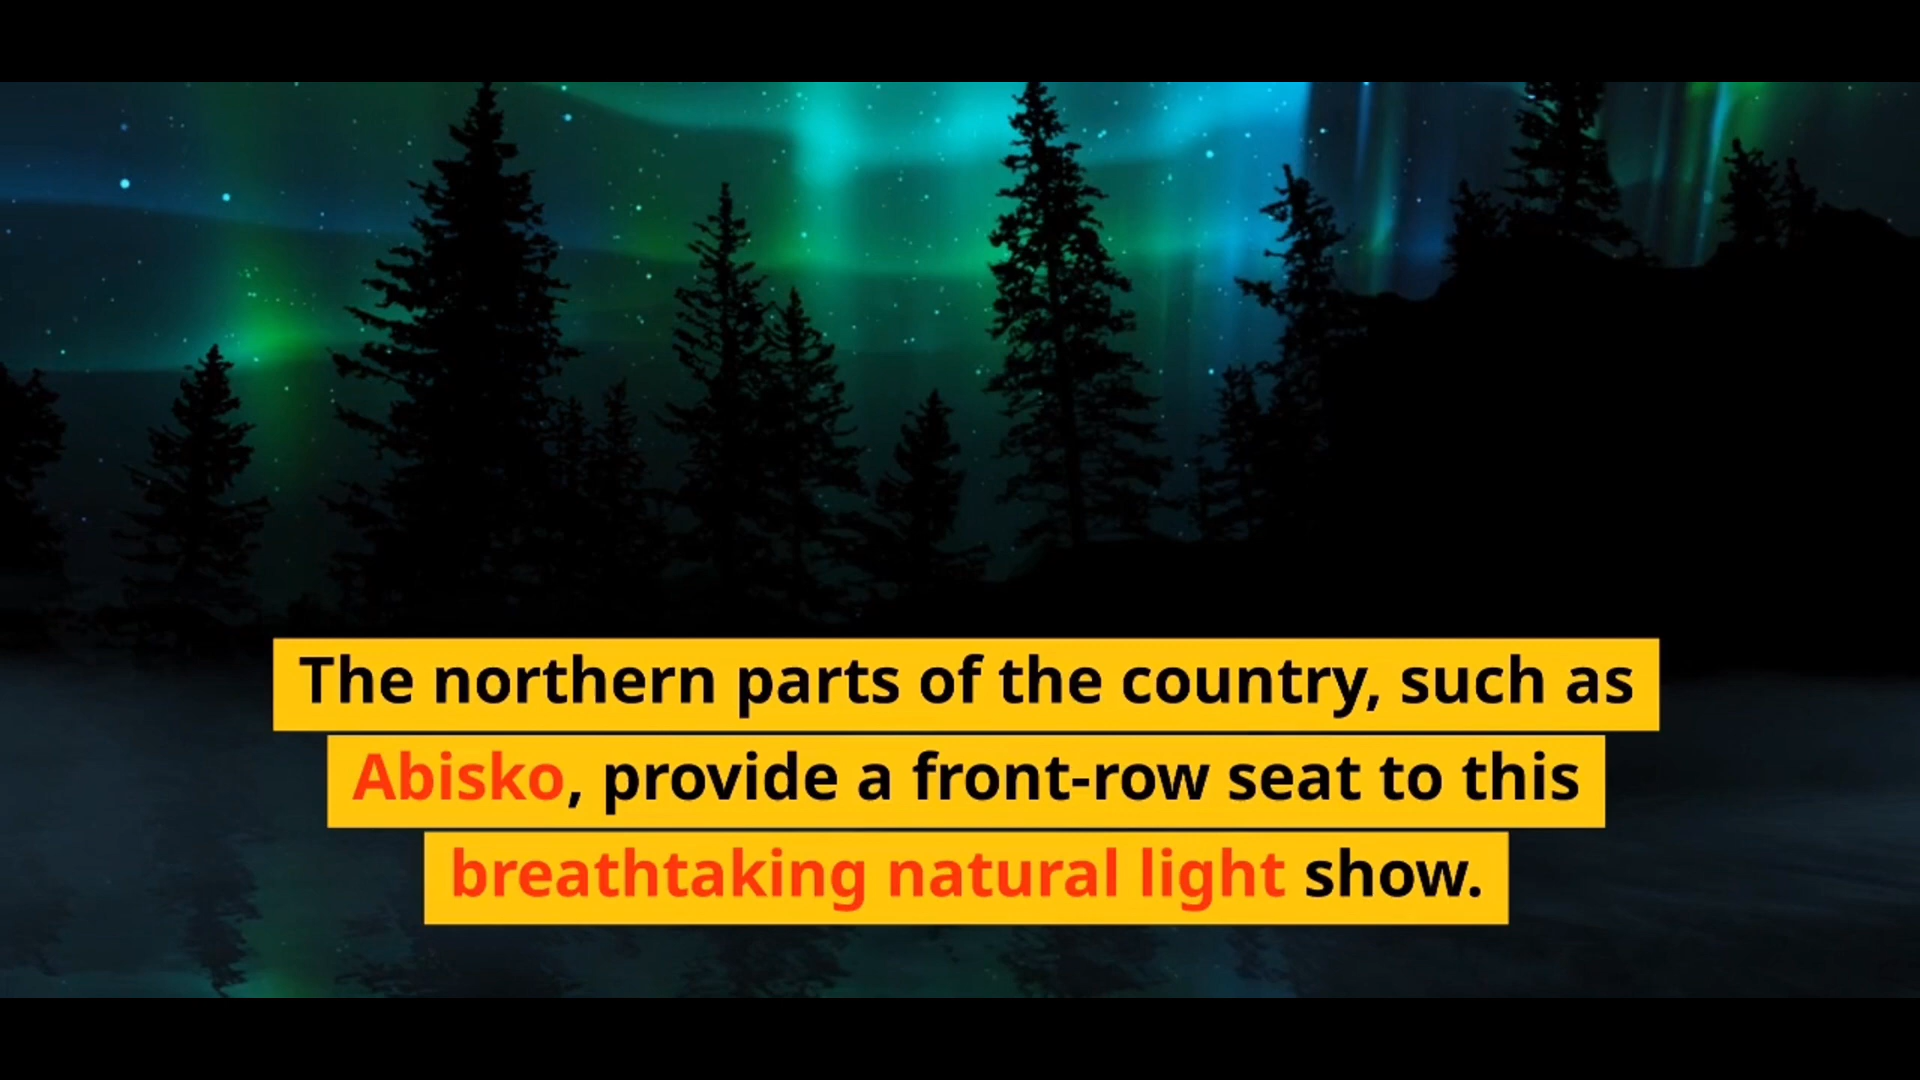 The northern parts of the country, such as
Abisko, provide a front-row seat to this
breathtaking natural light show.